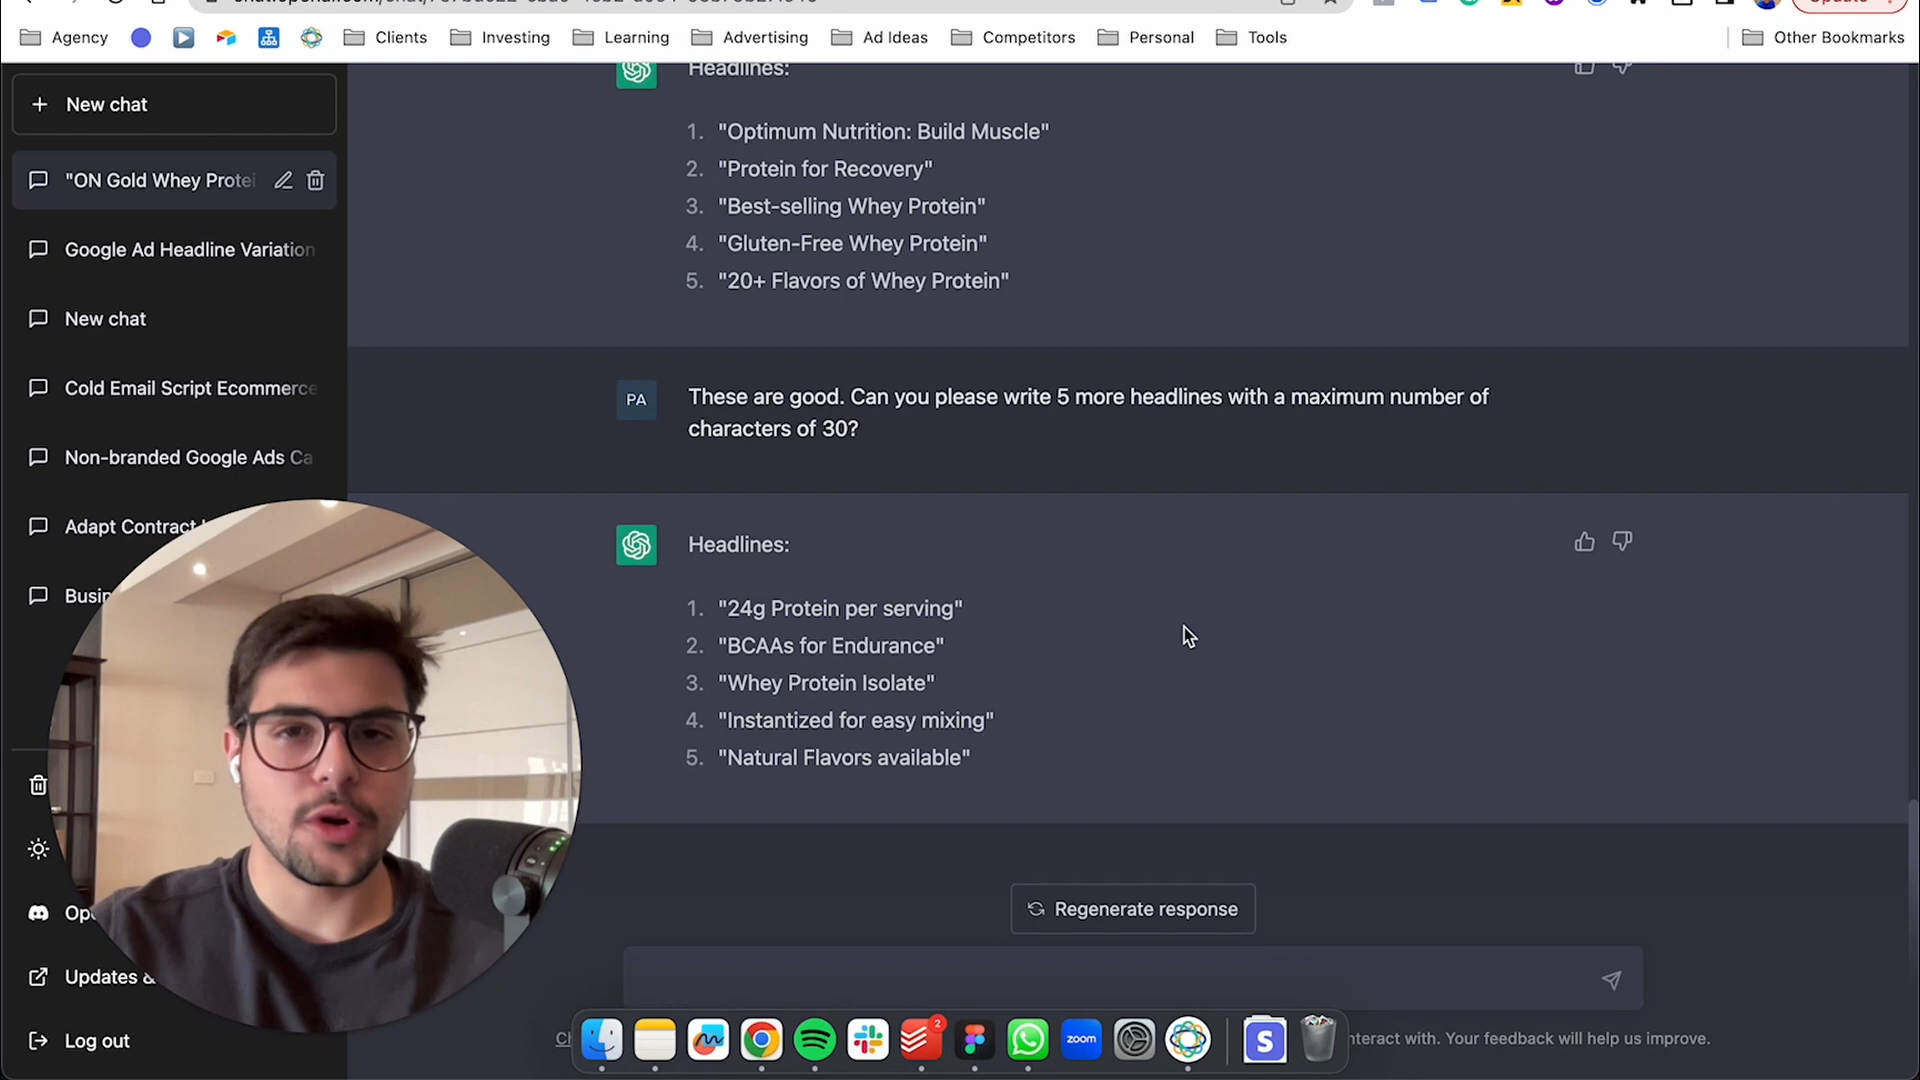 Agency
Clients
Investing
Learning
Advertising
Ad Ideas
Competitors
Personal
Tools
Other Bookmarks
New chat
"ON Gold Whey Protei
Google Ad Headline Variation
New chat
Cold Email Script Ecommerce
Non-branded Google Ads Ca
Adapt Contract
Busin
Updates &
Log out
Headlines:
1. "Optimum Nutrition: Build Muscle"
2. "Protein for Recovery"
3. "Best-selling Whey Protein"
4. "Gluten-Free Whey Protein"
5. "20+ Flavors of Whey Protein"
PA
These are good. Can you please write 5 more headlines with a maximum number of
characters of 30?
Headlines:
1. "24g Protein per serving"
2. "BCAAs for Endurance"
3. "Whey Protein Isolate"
4. "Instantized for easy mixing"
5. "Natural Flavors available"
Regenerate response
nteract with. Your feedback will help us improve.
2
zoom
S